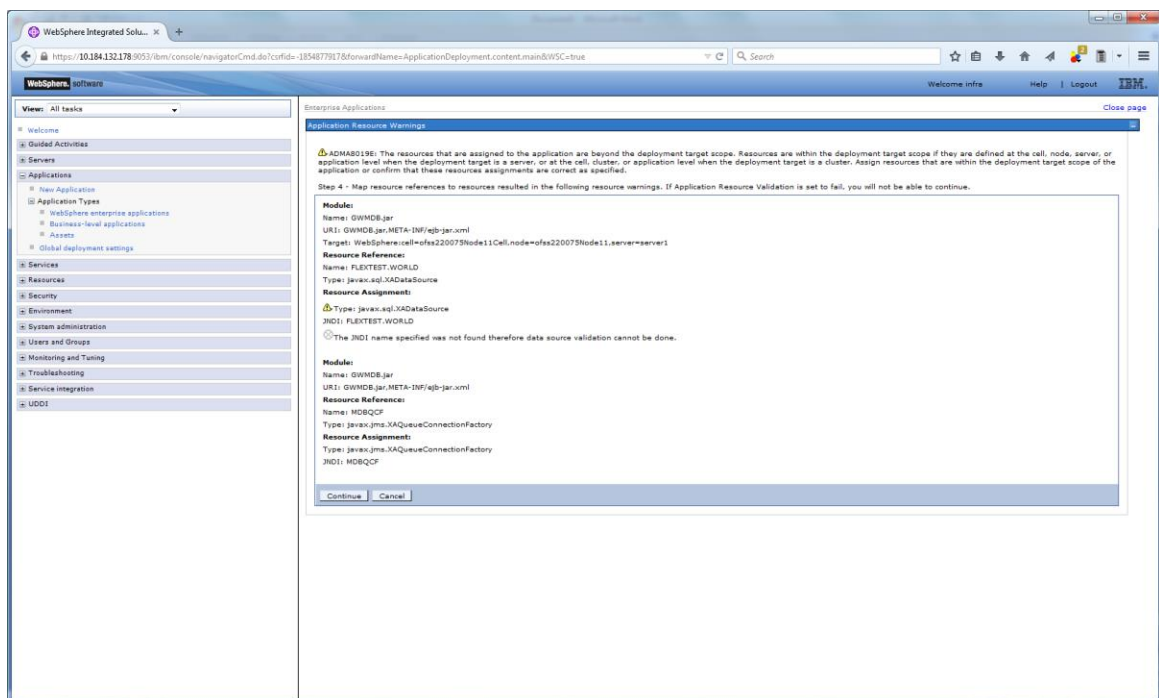 WebSphere Integrated Solu...
https://10.184.132.178:9053/ibm/console/navigatorCmd.do?csrfid=-1854877917&forwardName=ApplicationDeployment.content.main&WSC=true
Search
WebSphere. software
Welcome infra
Help | Logout
IBM.
View: All tasks
Welcome
Guided Activities
Servers
Applications
New Application
Application Types
WebSphere enterprise applications
Business-level applications
Assets
Global deployment settings
Services
Resources
Security
Environment
System administration
Users and Groups
Monitoring and Tuning
Troubleshooting
Service integration
UDDI
Enterprise Applications
Close page
Application Resource Warnings
ADMA8019E: The resources that are assigned to the application are beyond the deployment target scope. Resources are within the deployment target scope if they are defined at the cell, node, server, or
application level when the deployment target is a server, or at the cell, cluster, or application level when the deployment target is a cluster. Assign resources that are within the deployment target scope of the
application or confirm that these resources assignments are correct as specified.
Step 4 - Map resource references to resources resulted in the following resource warnings. If Application Resource Validation is set to fail, you will not be able to continue.
Module:
Name: GWMDB.jar
URI: GWMDB.jar,META-INF/ejb-jar.xml
Target: WebSphere:cell=ofss220075Node11Cell,node=ofss220075Node11,server=server1
Resource Reference:
Name: FLEXTEST.WORLD
Type: javax.sql.XADataSource
Resource Assignment:
Type: javax.sql.XADataSource
JNDI: FLEXTEST.WORLD
The JNDI name specified was not found therefore data source validation cannot be done.
Module:
Name: GWMDB.jar
URI: GWMDB.jar,META-INF/ejb-jar.xml
Resource Reference:
Name: MDBQCF
Type: javax.jms.XAQueueConnectionFactory
Resource Assignment:
Type: javax.jms.XAQueueConnectionFactory
JNDI: MDBQCF
Continue
Cancel